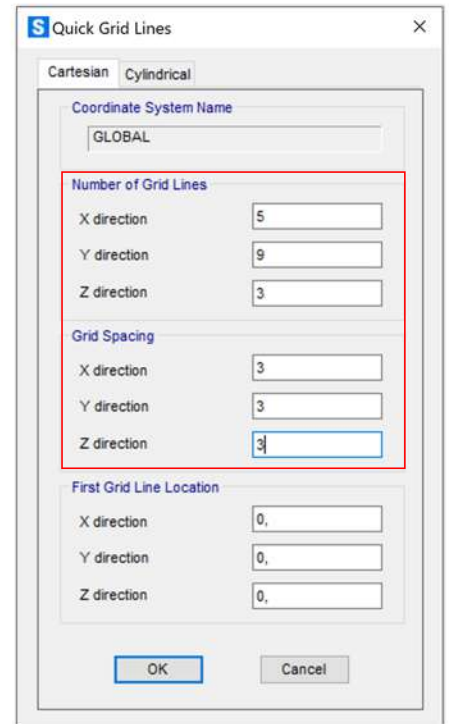 S Quick Grid Lines ×
Cartesian Cylindrical
Coordinate System Name
GLOBAL
Number of Grid Lines
X direction 5
Y direction 9
Z direction 3
Grid Spacing
X direction 3
Y direction 3
Z direction 3
First Grid Line Location
X direction 0,
Y direction 0,
Z direction 0,
OK Cancel